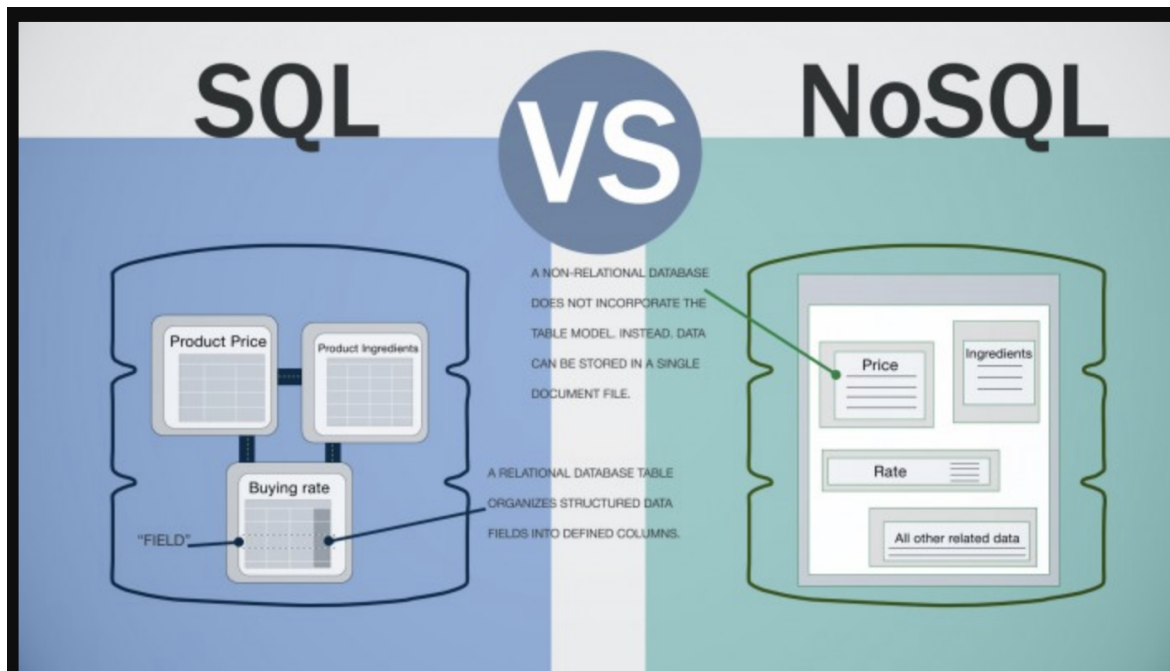 SQL
VS
NoSQL
A NON-RELATIONAL DATABASE
DOES NOT INCORPORATE THE
TABLE MODEL. INSTEAD. DATA
CAN BE STORED IN A SINGLE
DOCUMENT FILE.
Product Price
Product Ingredients
Buying rate
"FIELD"
A RELATIONAL DATABASE TABLE
ORGANIZES STRUCTURED DATA
FIELDS INTO DEFINED COLUMNS.
Price
Ingredients
Rate
All other related data